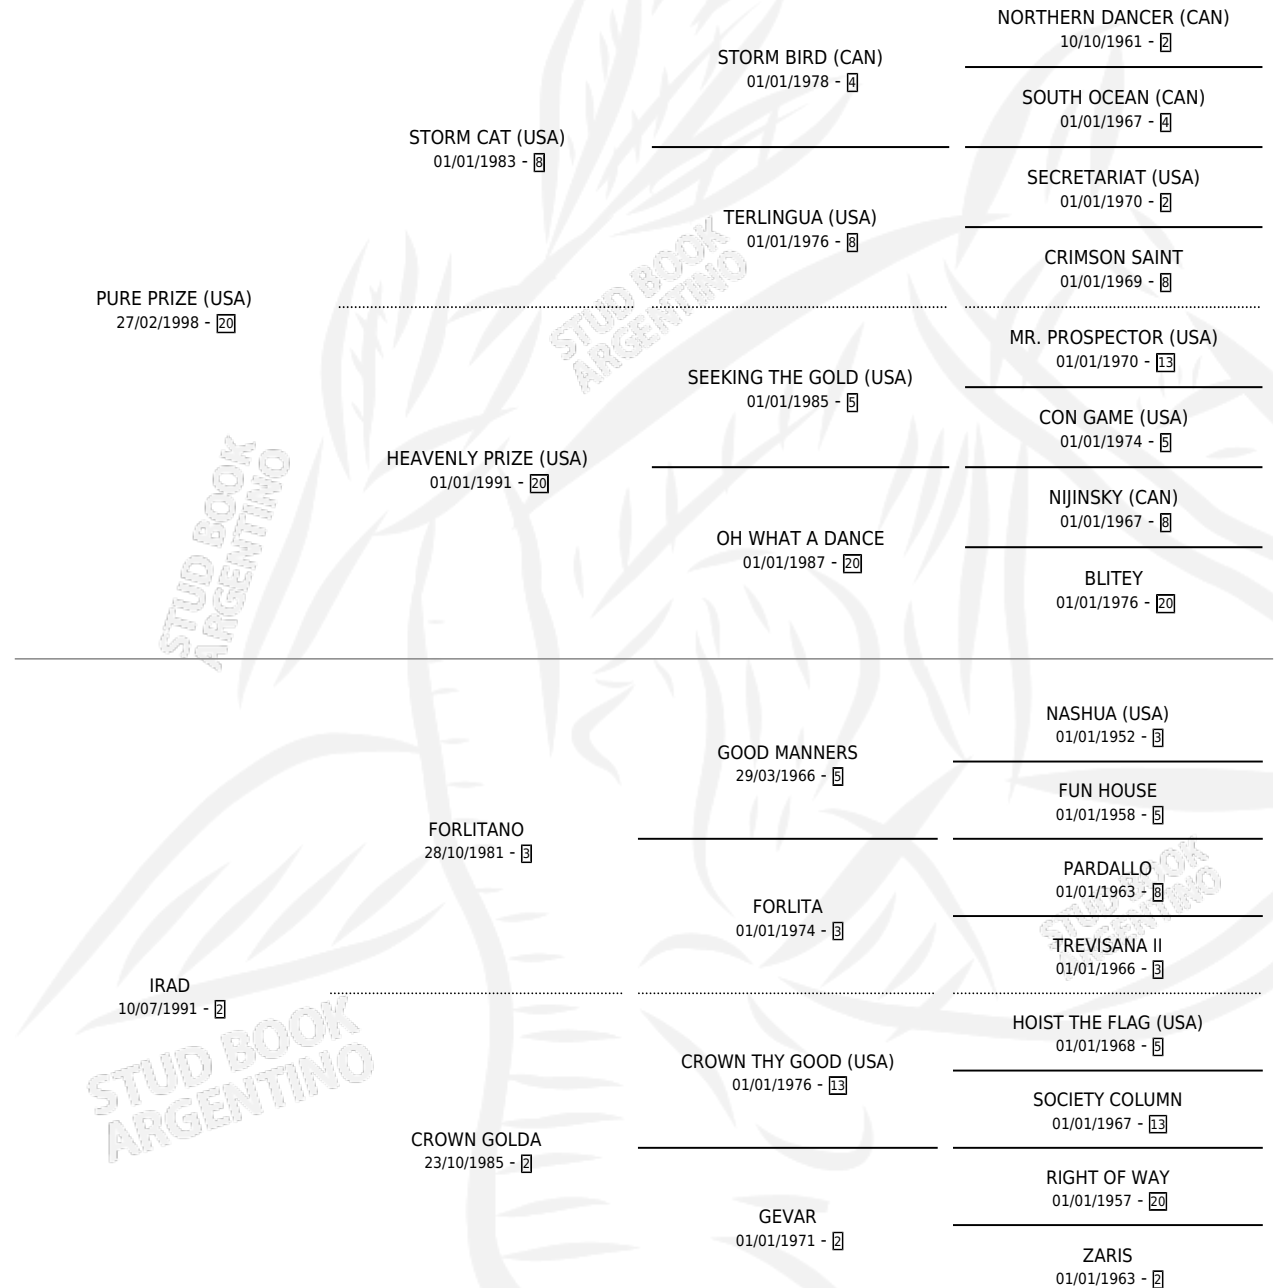 NORTHERN DANCER (CAN)
10/10/1961 - 2
STORM BIRD (CAN)
01/01/1978 - 4
SOUTH OCEAN (CAN)
01/01/1967 - 4
STORM CAT (USA)
01/01/1983 - 8
SECRETARIAT (USA)
01/01/1970 - 2
TERLINGUA (USA)
01/01/1976 - 8
CRIMSON SAINT
01/01/1969 - 8
PURE PRIZE (USA)
27/02/1998 - 20
STUD BOOK
ARGENTINO
MR. PROSPECTOR (USA)
01/01/1970 - 13
SEEKING THE GOLD (USA)
01/01/1985 - 5
CON GAME (USA)
01/01/1974 - 5
HEAVENLY PRIZE (USA)
01/01/1991 - 20
NIJINSKY (CAN)
01/01/1967 - 8
OH WHAT A DANCE
01/01/1987 - 20
BLITEY
01/01/1976 - 20
STUD BOOK
ARGENTINO
NASHUA (USA)
01/01/1952 - 3
GOOD MANNERS
29/03/1966 - 5
FUN HOUSE
01/01/1958 - 5
FORLITANO
28/10/1981 - 3
PARDALLO
01/01/1963 - 8
FORLITA
01/01/1974 - 3
TREVISANA II
01/01/1966 - 3
STUD BOOK
ARGENTINO
IRAD
10/07/1991 - 2
HOIST THE FLAG (USA)
01/01/1968 - 5
CROWN THY GOOD (USA)
01/01/1976 - 13
SOCIETY COLUMN
01/01/1967 - 13
STUD BOOK
ARGENTINO
CROWN GOLDA
23/10/1985 - 2
RIGHT OF WAY
01/01/1957 - 20
GEVAR
01/01/1971 - 2
ZARIS
01/01/1963 - 2